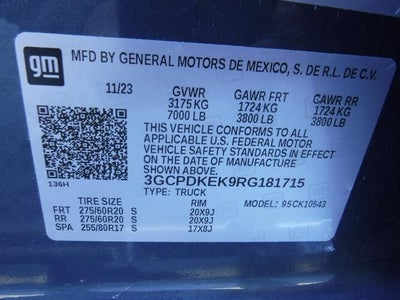 gm
MFD BY GENERAL MOTORS DE MEXICO, S. DE R.L. DE C.V.
11/23 GVWR GAWR FRT GAWR RR
3175 KG 1724 KG 1724 KG
7000 LB 3800 LB 3800 LB
THIS VEHICLE CONFORMS TO ALL
APPLICABLE U.S. FEDERAL MOTOR
VEHICLE SAFETY STANDARDS IN EFFECT
ON THE DATE OF MANUFACTURE
SHOWN ABOVE.
136H 3GCPDKEK9RG181715
TYPE: TRUCK MODEL: 95CK10543
TIRE SIZE RIM
FRT 275/60R20 S 20X9J
RR 275/60R20 S 20X9J
SPA 255/80R17 S 17X8J